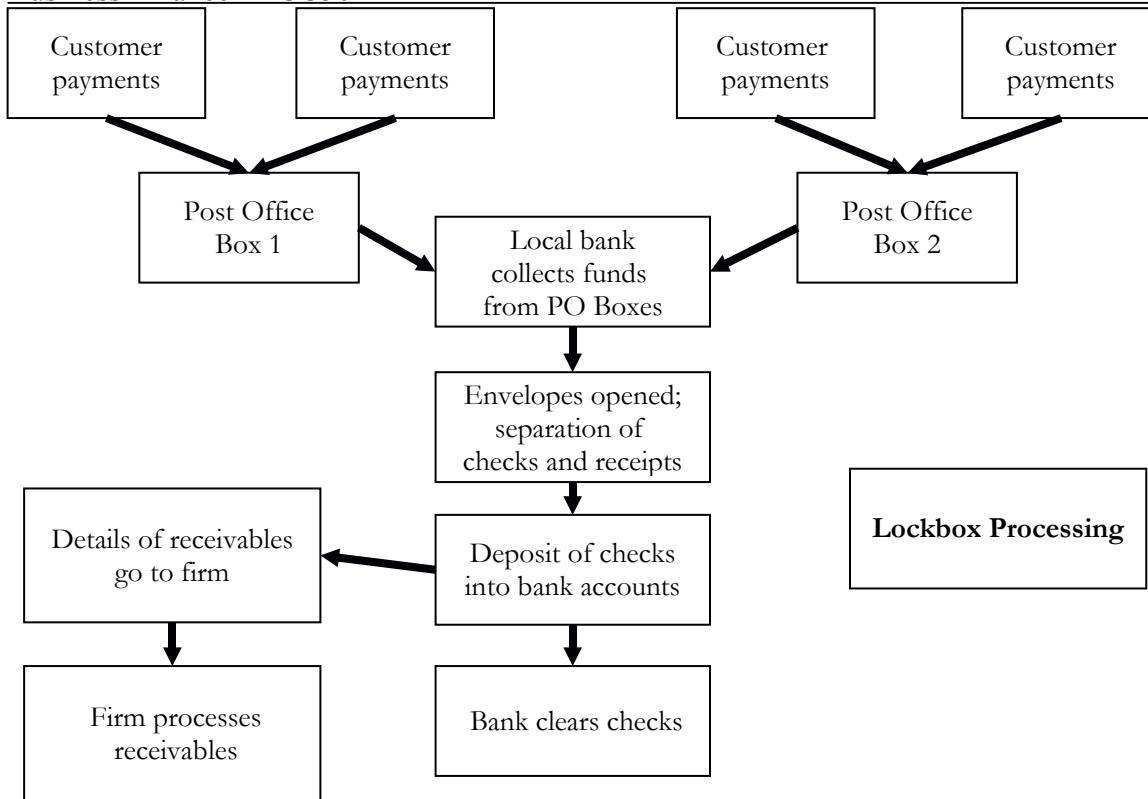 Customer
payments
Customer
payments
Customer
payments
Customer
payments
Post Office
Box 1
Post Office
Box 2
Local bank
collects funds
from PO Boxes
Envelopes opened;
separation of
checks and receipts
Lockbox Processing
Details of receivables
go to firm
Deposit of checks
into bank accounts
Firm processes
receivables
Bank clears checks